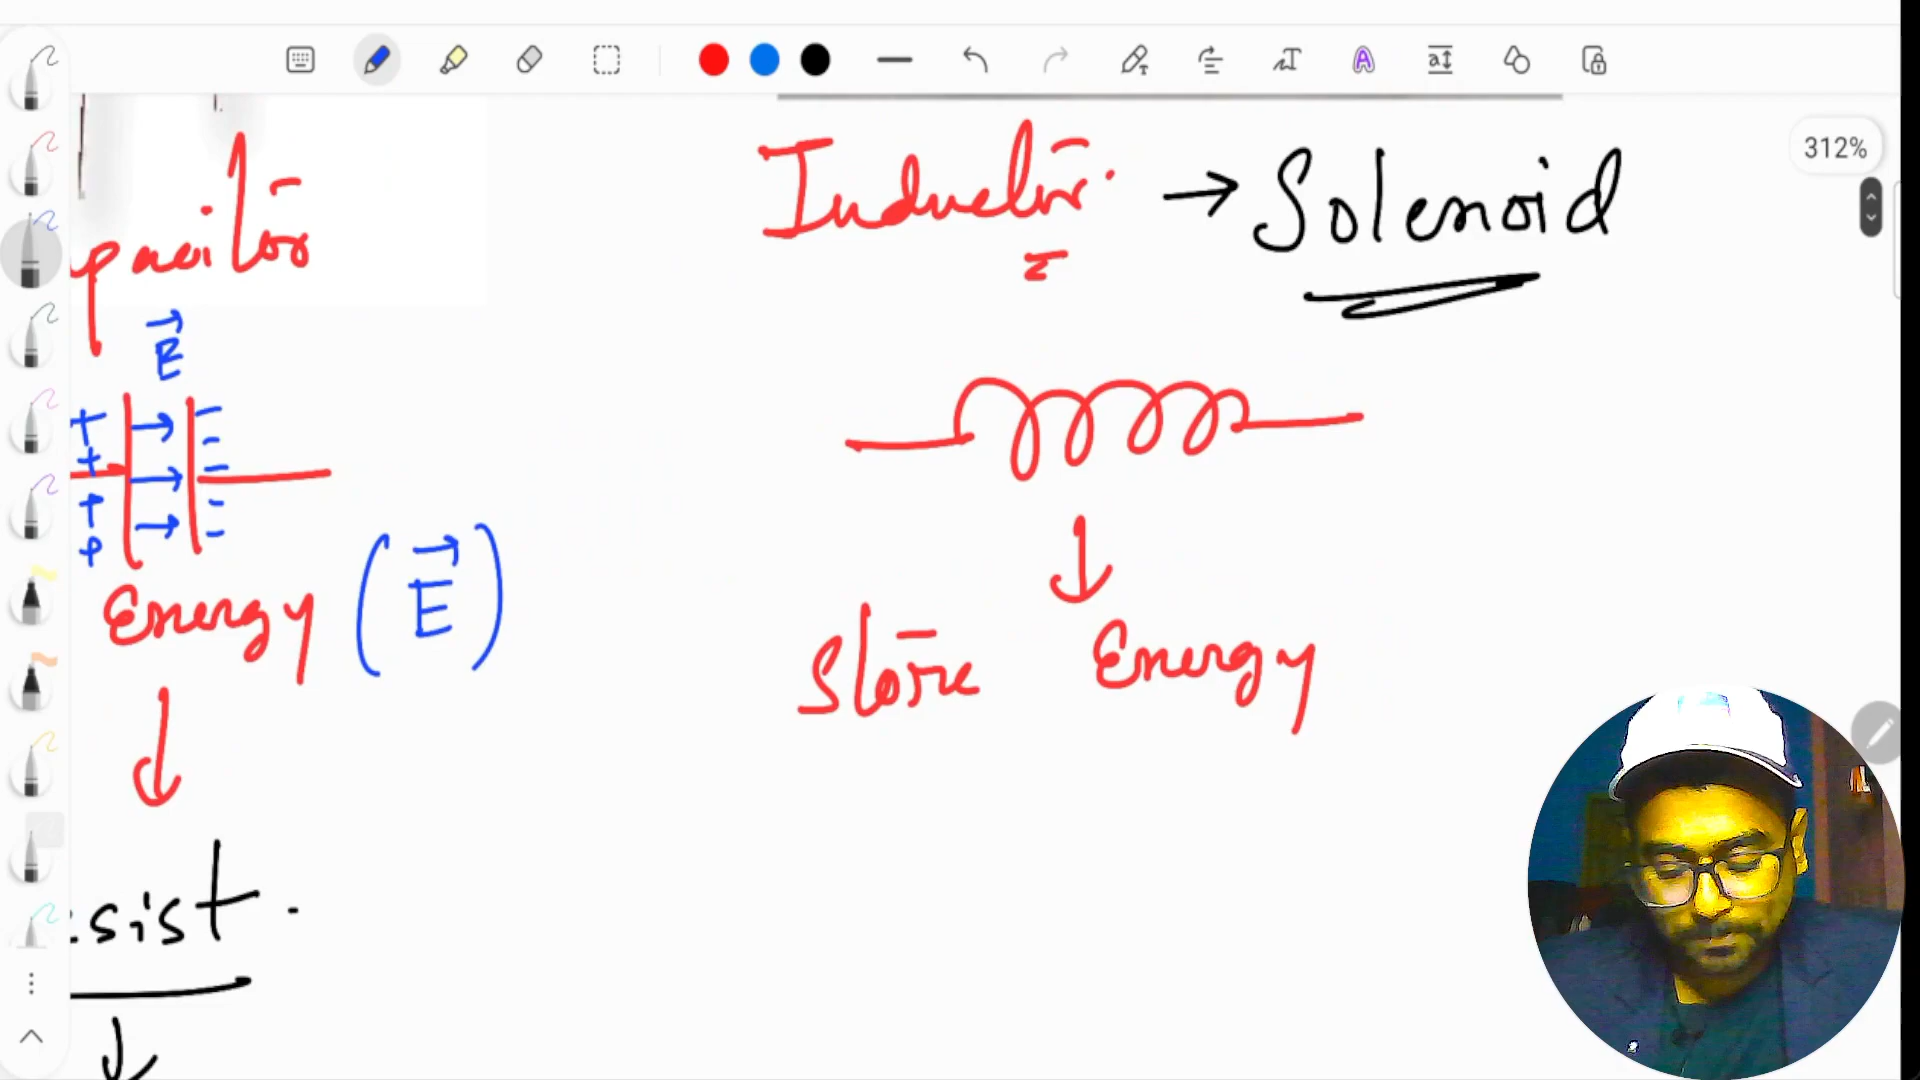 312%
Inductor. → Solenoid
pacitor
E
+ -
+ -
+ -
+ -
Energy (E)
Store Energy
sist.